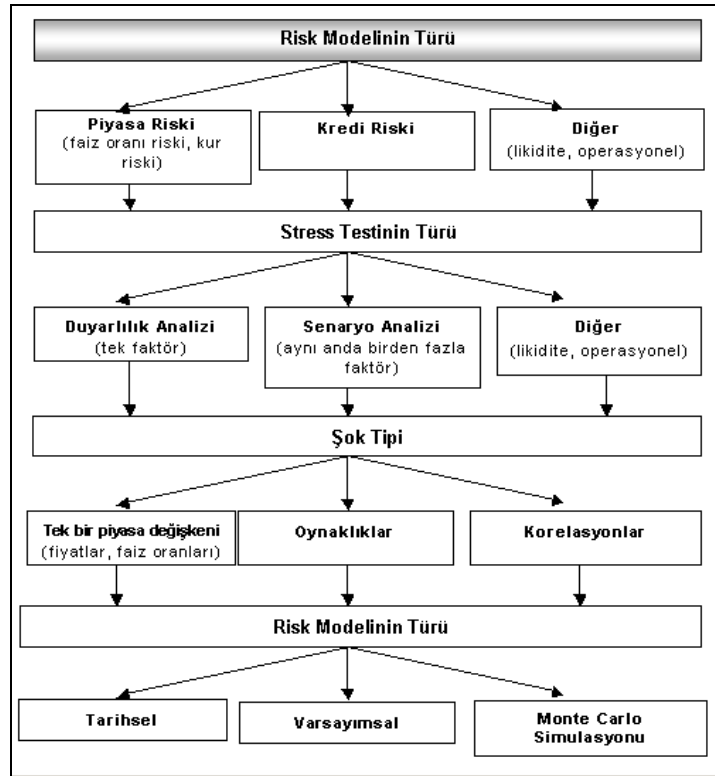 Risk Modelinin Türü
Piyasa Riski
(faiz oranı riski, kur
riski)
Kredi Riski
Diğer
(likidite, operasyonel)
Stress Testinin Türü
Duyarlılık Analizi
(tek faktör)
Senaryo Analizi
(aynı anda birden fazla
faktör)
Diğer
(likidite, operasyonel)
Şok Tipi
Tek bir piyasa değişkeni
(fiyatlar, faiz oranları)
Oynaklıklar
Korelasyonlar
Risk Modelinin Türü
Tarihsel
Varsayımsal
Monte Carlo
Simulasyonu